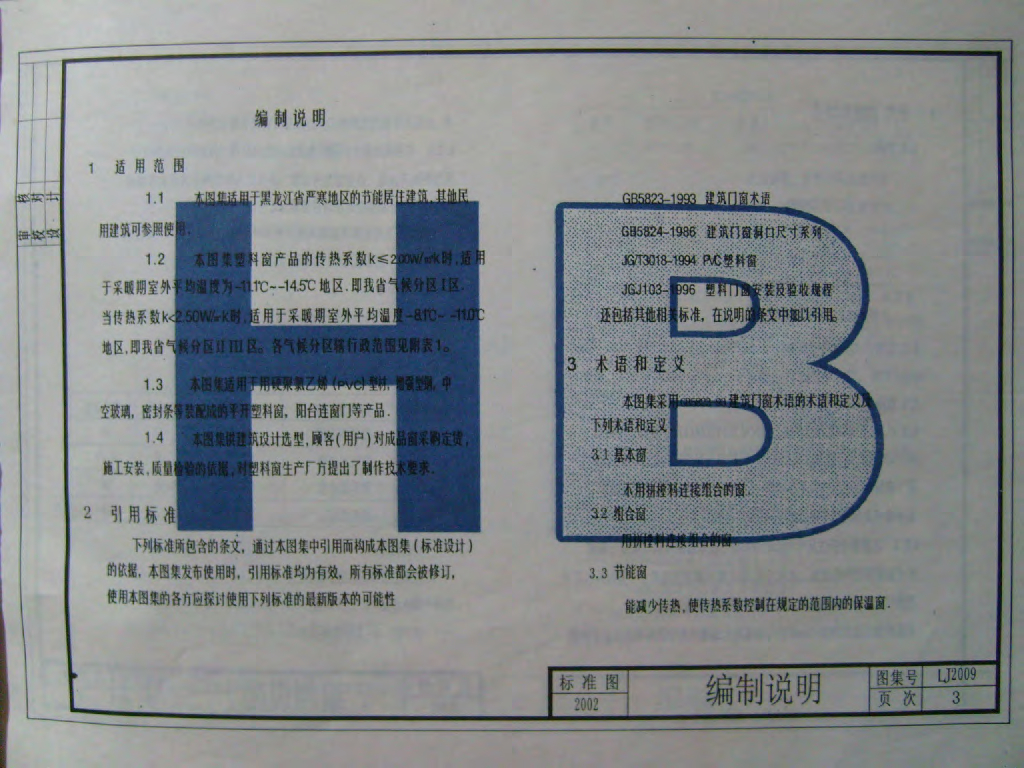 编制说明
1 适用范围
1.1 本图集适用于黑龙江省严寒地区的节能居住建筑,其他民
用建筑可参照使用.
1.2 本图集塑料窗产品的传热系数k≤2.00W/㎡·k时,适用
于采暖期室外平均温度为-11.1℃~-14.5℃地区.即我省气候分区I区.
当传热系数k<2.50W/㎡·k时,适用于采暖期室外平均温度-8.1℃~-11.0℃
地区,即我省气候分区II III区。各气候分区辖行政范围见附表1。
1.3 本图集适用于用硬聚氯乙烯(PVC)型材,增强型钢,中
空玻璃,密封条等装配成的平开塑料窗,阳台连窗门等产品.
1.4 本图集供建筑设计选型,顾客(用户)对成品窗采购定货,
施工安装,质量检验的依据,对塑料窗生产厂方提出了制作技术要求.
2 引用标准
下列标准所包含的条文,通过本图集中引用而构成本图集(标准设计)
的依据,本图集发布使用时,引用标准均为有效,所有标准都会被修订,
使用本图集的各方应探讨使用下列标准的最新版本的可能性
GB5823-1993 建筑门窗术语
GB5824-1986 建筑门窗洞口尺寸系列
JG/T3018-1994 PVC塑料窗
JGJ103-1996 塑料门窗安装及验收规程
还包括其他相关标准,在说明的条文中加以引用。
3 术语和定义
本图集采用 建筑门窗术语的术语和定义及
下列术语和定义
3.1 基本窗
不用拼樘料连接组合的窗.
3.2 组合窗
用拼樘料连接组合的窗.
3.3 节能窗
能减少传热,使传热系数控制在规定的范围内的保温窗.
HB
审核
校对
设计
标准图
2002
编制说明
图集号 LJ2009
页次 3